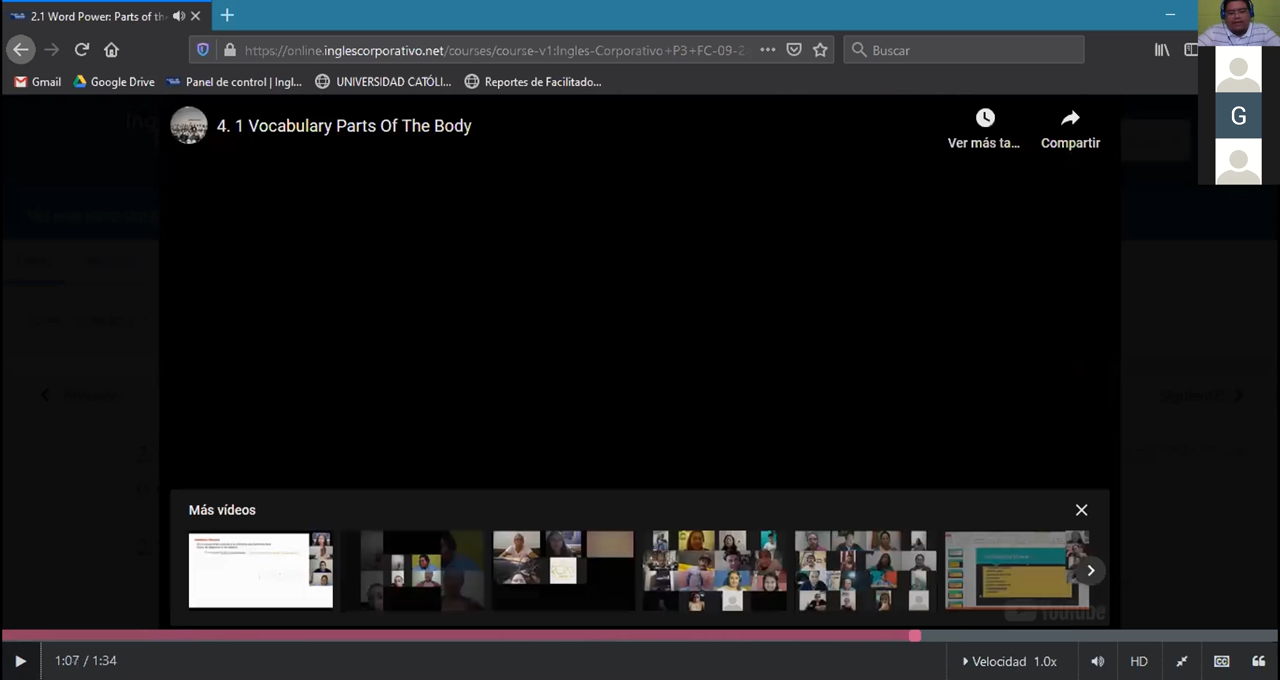 2.1 Word Power: Parts of th
https://online.inglescorporativo.net/courses/course-v1:Ingles-Corporativo+P3+FC-09-2
Buscar
Gmail
Google Drive
Panel de control | Ingl...
UNIVERSIDAD CATÓLI...
Reportes de Facilitado...
G
4. 1 Vocabulary Parts Of The Body
Ver más ta...
Compartir
Más vídeos
YouTube
1:07 / 1:34
Velocidad 1.0x
HD
CC